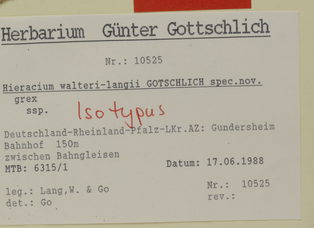 Herbarium Günter Gottschlich
Nr.: 10525
Hieracium walteri-langii GOTSCHLICH spec.nov.
grex
ssp. Isotypus
Deutschland-Rheinland-Pfalz-LKr.AZ: Gundersheim
Bahnhof 150m
zwischen Bahngleisen
MTB: 6315/1 Datum: 17.06.1988
leg.: Lang,W. & Go Nr.: 10525
det.: Go rev.: